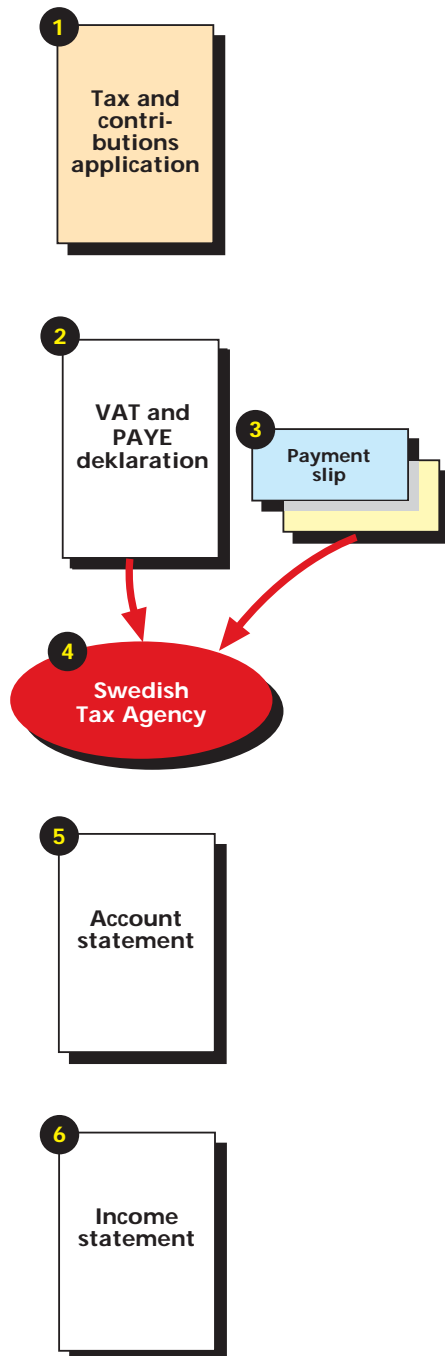 1
Tax and
contri-
butions
application
2
VAT and
PAYE
deklaration
3
Payment
slip
4
Swedish
Tax Agency
5
Account
statement
6
Income
statement